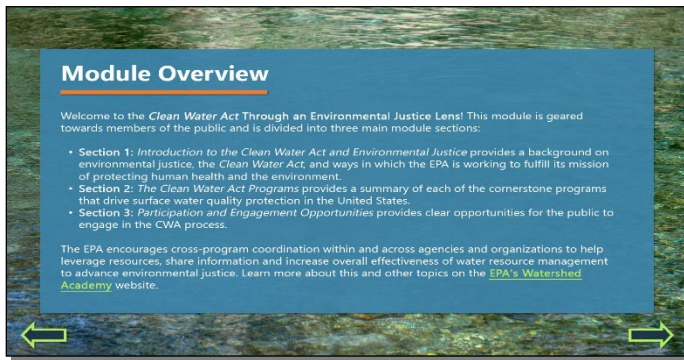 Module Overview
Welcome to the Clean Water Act Through an Environmental Justice Lens! This module is geared
towards members of the public and is divided into three main module sections:
• Section 1: Introduction to the Clean Water Act and Environmental Justice provides a background on
environmental justice, the Clean Water Act, and ways in which the EPA is working to fulfill its mission
of protecting human health and the environment.
• Section 2: The Clean Water Act Programs provides a summary of each of the cornerstone programs
that drive surface water quality protection in the United States.
• Section 3: Participation and Engagement Opportunities provides clear opportunities for the public to
engage in the CWA process.
The EPA encourages cross-program coordination within and across agencies and organizations to help
leverage resources, share information and increase overall effectiveness of water resource management
to advance environmental justice. Learn more about this and other topics on the EPA's Watershed
Academy website.